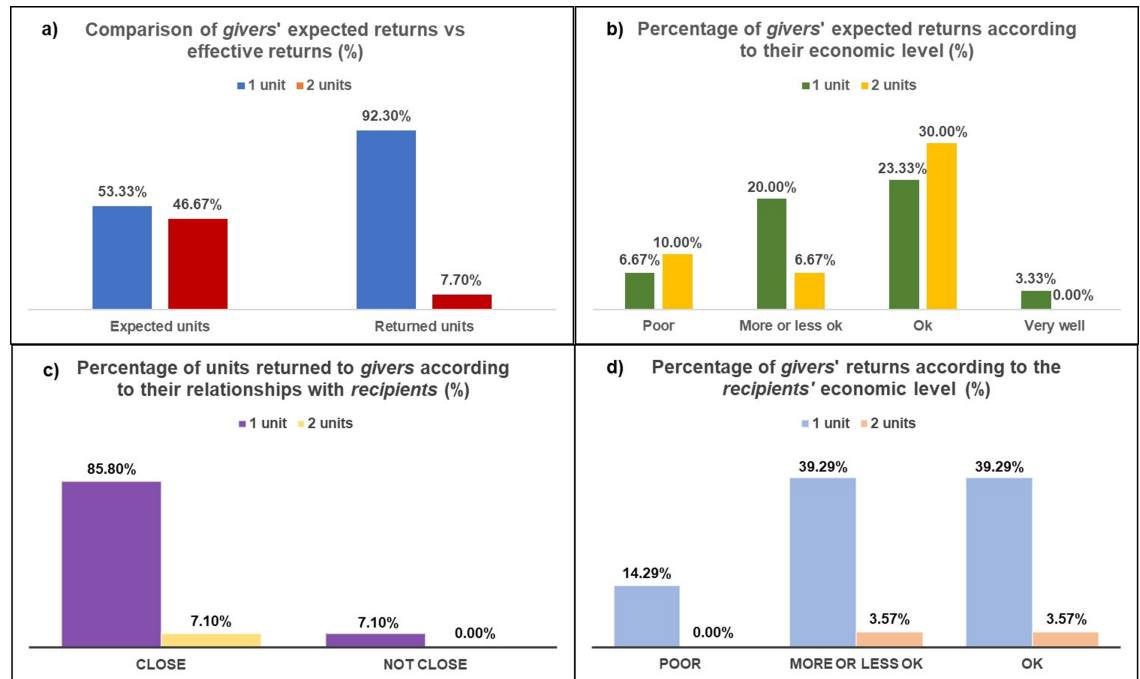 a) Comparison of givers' expected returns vs
effective returns (%)
1 unit 2 units
92.30%
53.33%
46.67%
7.70%
Expected units Returned units
b) Percentage of givers' expected returns according
to their economic level (%)
1 unit 2 units
30.00%
23.33%
20.00%
10.00%
6.67% 6.67%
3.33%
0.00%
Poor More or less ok Ok Very well
c) Percentage of units returned to givers according
to their relationships with recipients (%)
1 unit 2 units
85.80%
7.10% 7.10%
0.00%
CLOSE NOT CLOSE
d) Percentage of givers' returns according to the
recipients' economic level (%)
1 unit 2 units
39.29% 39.29%
14.29%
3.57% 3.57%
0.00%
POOR MORE OR LESS OK OK